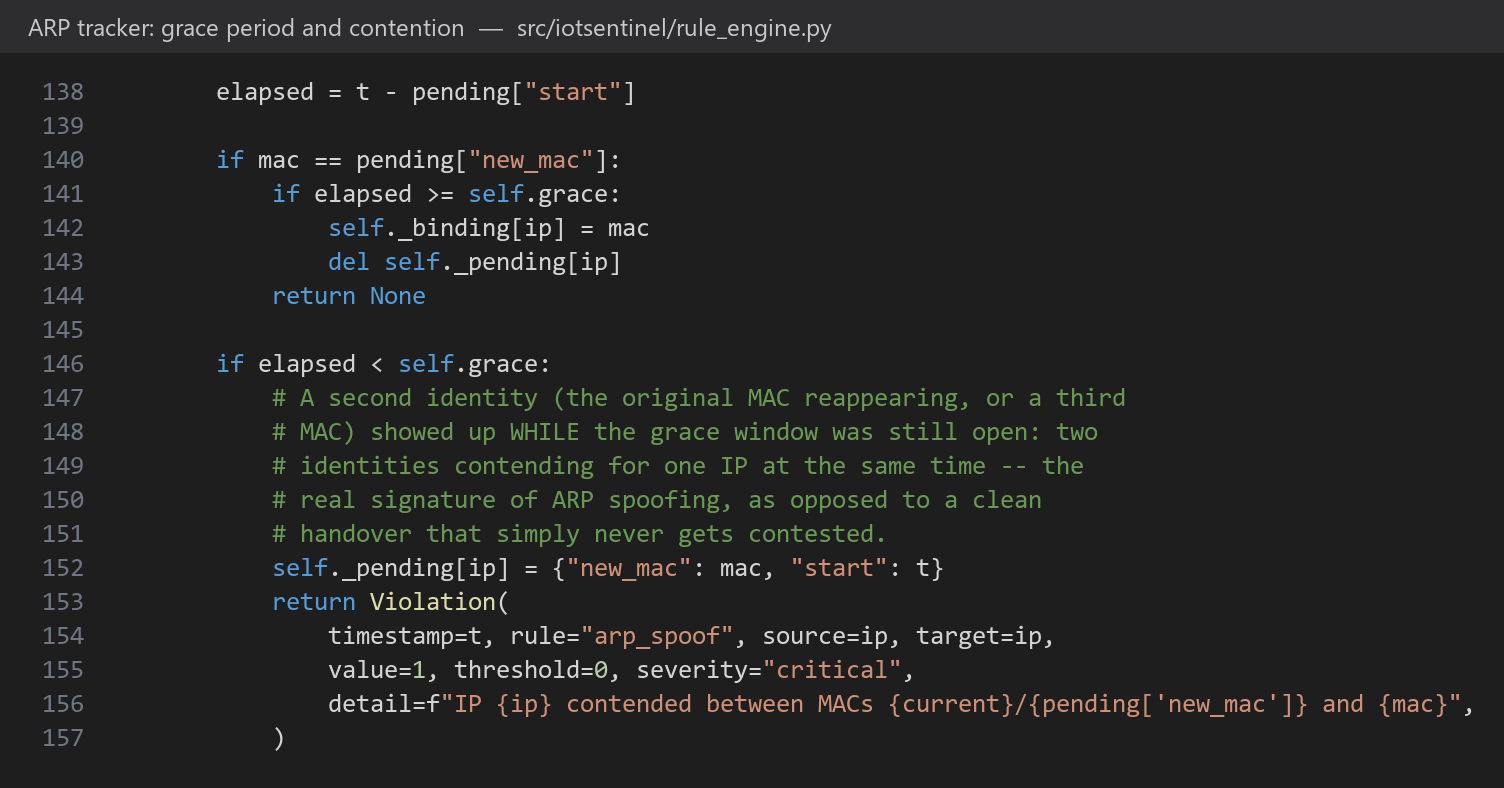 ARP tracker: grace period and contention — src/iotsentinel/rule_engine.py
138        elapsed = t - pending["start"]
139
140        if mac == pending["new_mac"]:
141            if elapsed >= self.grace:
142                self._binding[ip] = mac
143                del self._pending[ip]
144            return None
145
146        if elapsed < self.grace:
147            # A second identity (the original MAC reappearing, or a third
148            # MAC) showed up WHILE the grace window was still open: two
149            # identities contending for one IP at the same time -- the
150            # real signature of ARP spoofing, as opposed to a clean
151            # handover that simply never gets contested.
152            self._pending[ip] = {"new_mac": mac, "start": t}
153            return Violation(
154                timestamp=t, rule="arp_spoof", source=ip, target=ip,
155                value=1, threshold=0, severity="critical",
156                detail=f"IP {ip} contended between MACs {current}/{pending['new_mac']} and {mac}",
157            )